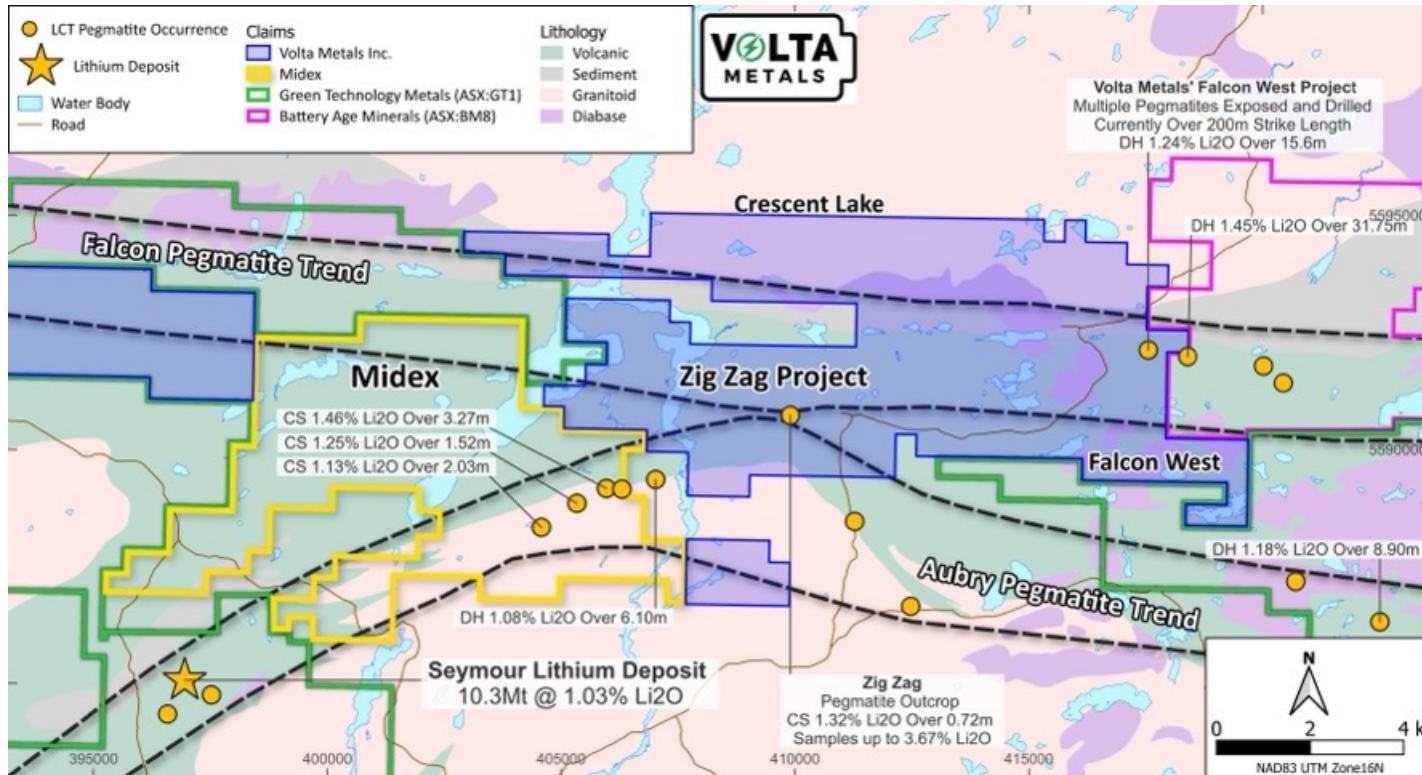 LCT Pegmatite Occurrence
Lithium Deposit
Water Body
Road
Claims
Volta Metals Inc.
Midex
Green Technology Metals (ASX:GT1)
Battery Age Minerals (ASX:BM8)
Lithology
Volcanic
Sediment
Granitoid
Diabase
VOLTA
METALS
Volta Metals' Falcon West Project
Multiple Pegmatites Exposed and Drilled
Currently Over 200m Strike Length
DH 1.24% Li2O Over 15.6m
Crescent Lake
5595000
DH 1.45% Li2O Over 31.75m
Falcon Pegmatite Trend
Midex
Zig Zag Project
CS 1.46% Li2O Over 3.27m
CS 1.25% Li2O Over 1.52m
CS 1.13% Li2O Over 2.03m
5590000
Falcon West
DH 1.18% Li2O Over 8.90m
Aubry Pegmatite Trend
DH 1.08% Li2O Over 6.10m
Seymour Lithium Deposit
10.3Mt @ 1.03% Li2O
Zig Zag
Pegmatite Outcrop
CS 1.32% Li2O Over 0.72m
Samples up to 3.67% Li2O
N
0 2 4 k
NAD83 UTM Zone16N
395000
400000
405000
410000
415000